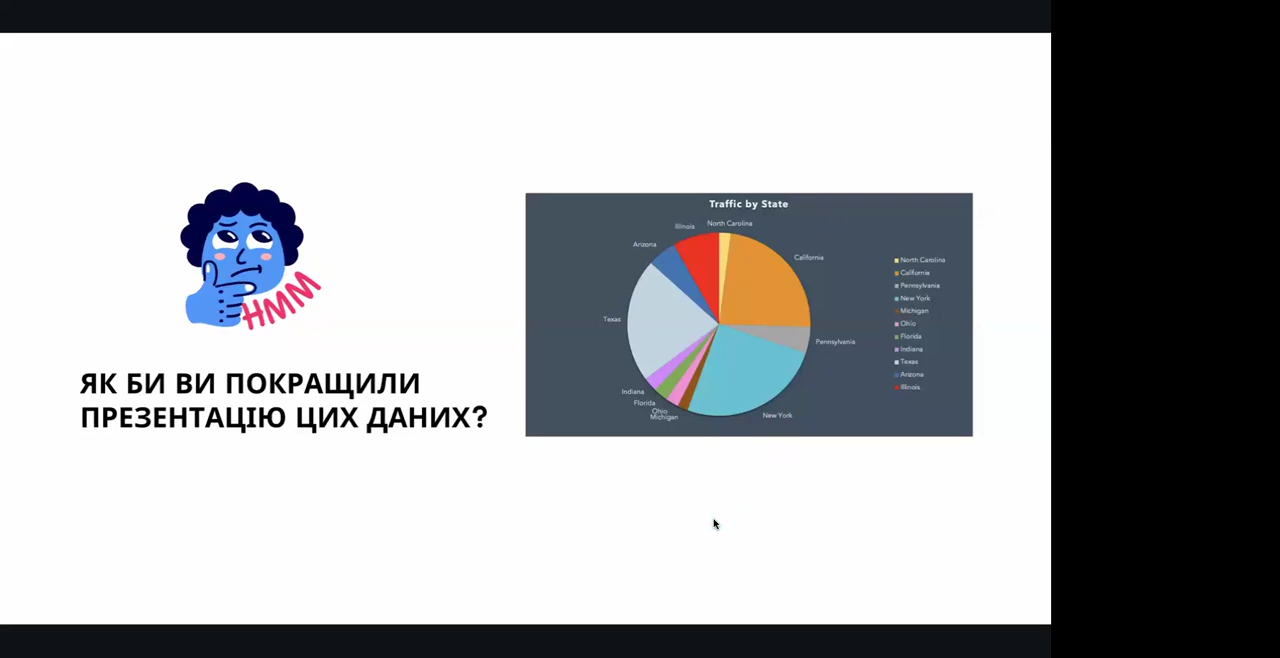 HMM
ЯК БИ ВИ ПОКРАЩИЛИ
ПРЕЗЕНТАЦІЮ ЦИХ ДАНИХ?
Traffic by State
North Carolina
Illinois
Arizona
California
Texas
Pennsylvania
Indiana
Florida
Ohio
Michigan
New York
North Carolina
California
Pennsylvania
New York
Michigan
Ohio
Florida
Indiana
Texas
Arizona
Illinois